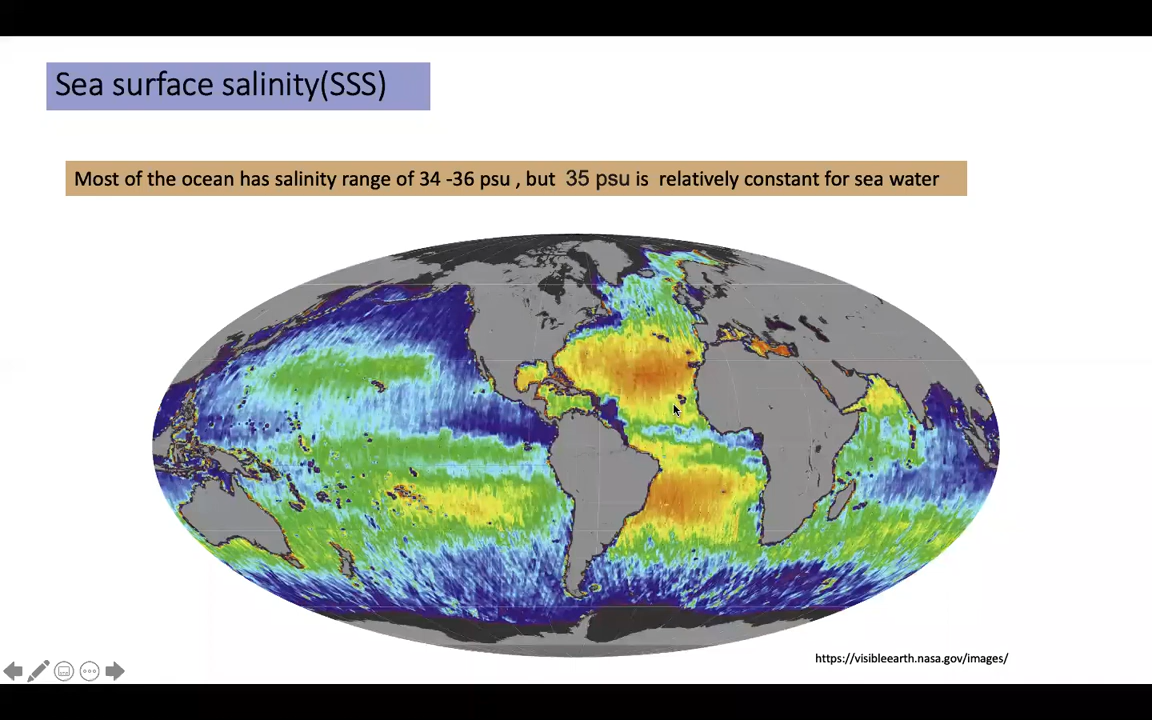 Sea surface salinity(SSS)
Most of the ocean has salinity range of 34 -36 psu , but 35 psu is relatively constant for sea water
https://visibleearth.nasa.gov/images/